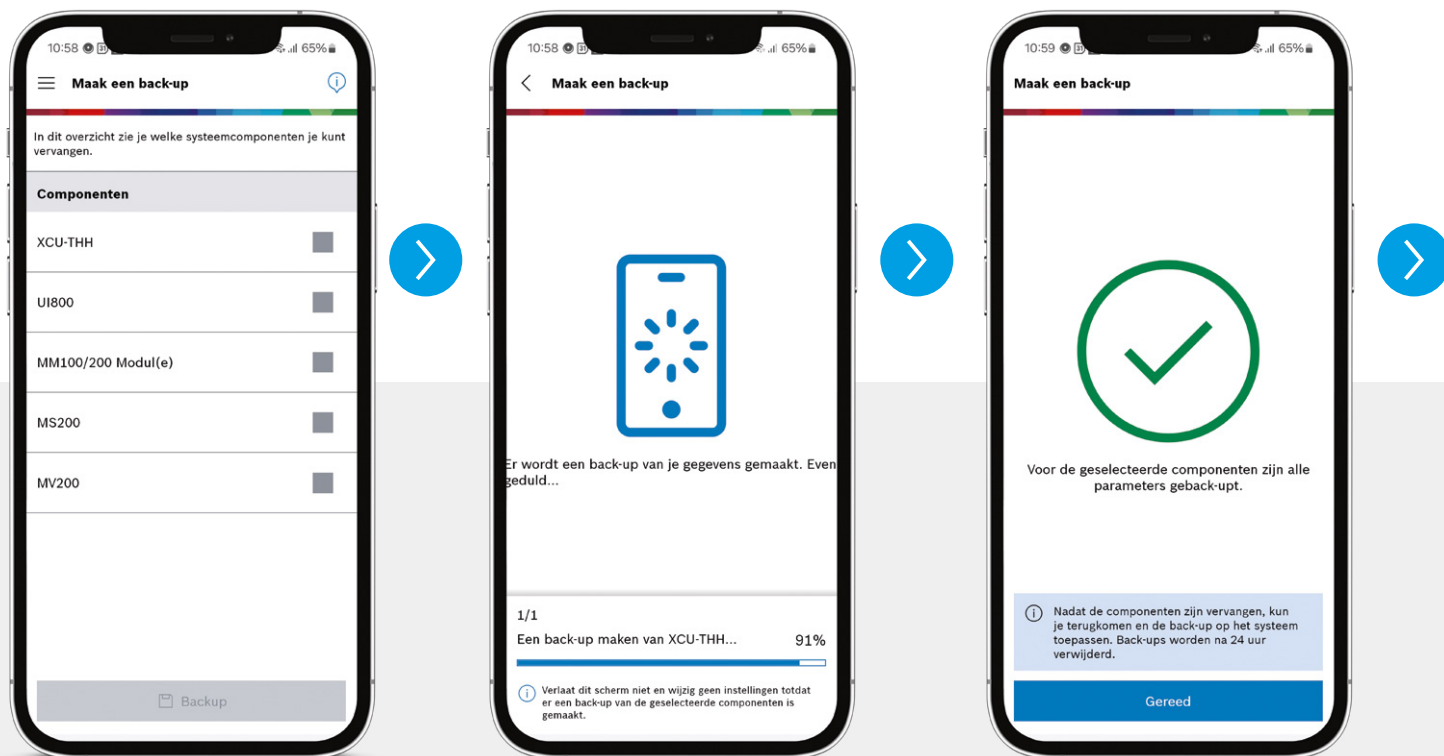 10:58
65%
Maak een back-up
In dit overzicht zie je welke systeemcomponenten je kunt
vervangen.
Componenten
XCU-THH
UI800
MM100/200 Modul(e)
MS200
MV200
Backup
10:58
65%
Maak een back-up
Er wordt een back-up van je gegevens gemaakt. Even
geduld...
1/1
Een back-up maken van XCU-THH... 91%
Verlaat dit scherm niet en wijzig geen instellingen totdat
er een back-up van de geselecteerde componenten is
gemaakt.
10:59
65%
Maak een back-up
Voor de geselecteerde componenten zijn alle
parameters geback-upt.
Nadat de componenten zijn vervangen, kun
je terugkomen en de back-up op het systeem
toepassen. Back-ups worden na 24 uur
verwijderd.
Gereed